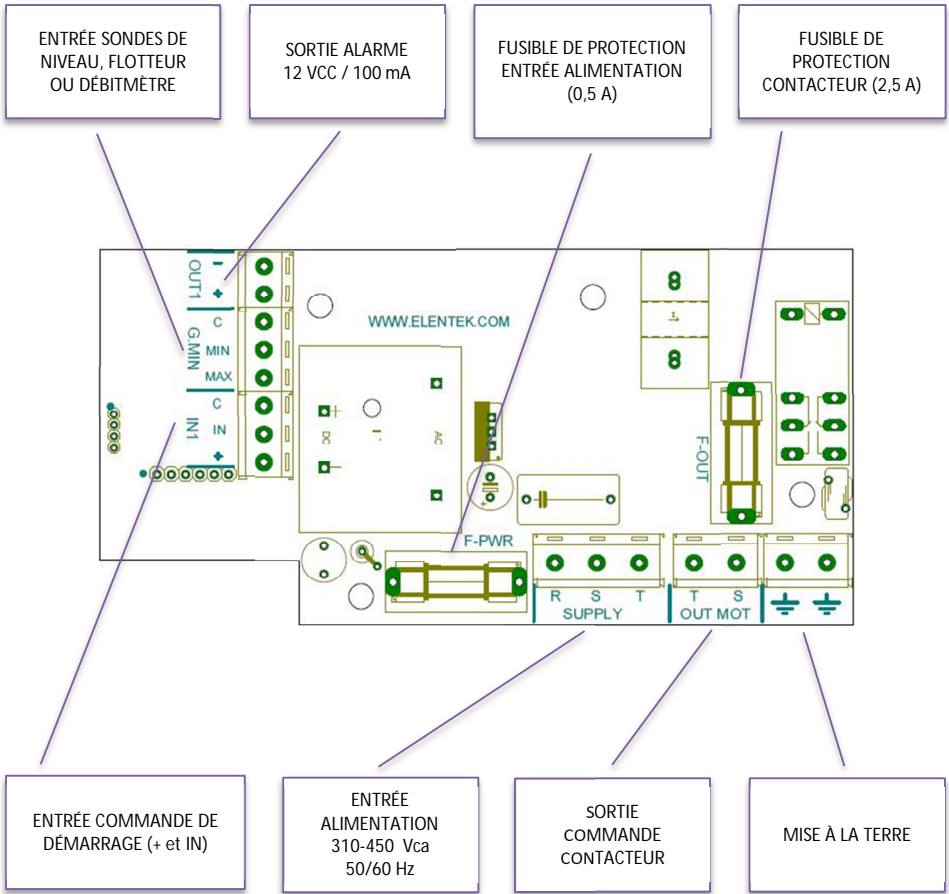 ENTRÉE SONDES DE
NIVEAU, FLOTTEUR
OU DÉBITMÈTRE
SORTIE ALARME
12 VCC / 100 mA
FUSIBLE DE PROTECTION
ENTRÉE ALIMENTATION
(0,5 A)
FUSIBLE DE
PROTECTION
CONTACTEUR (2,5 A)
OUT1
-
+
G.MIN
C
MIN
MAX
IN1
C
IN
+
WWW.ELENTEK.COM
+
DC
-
AC
+
F-OUT
F-PWR
R S T
SUPPLY
T S
OUT MOT
ENTRÉE COMMANDE DE
DÉMARRAGE (+ et IN)
ENTRÉE
ALIMENTATION
310-450 Vca
50/60 Hz
SORTIE
COMMANDE
CONTACTEUR
MISE À LA TERRE